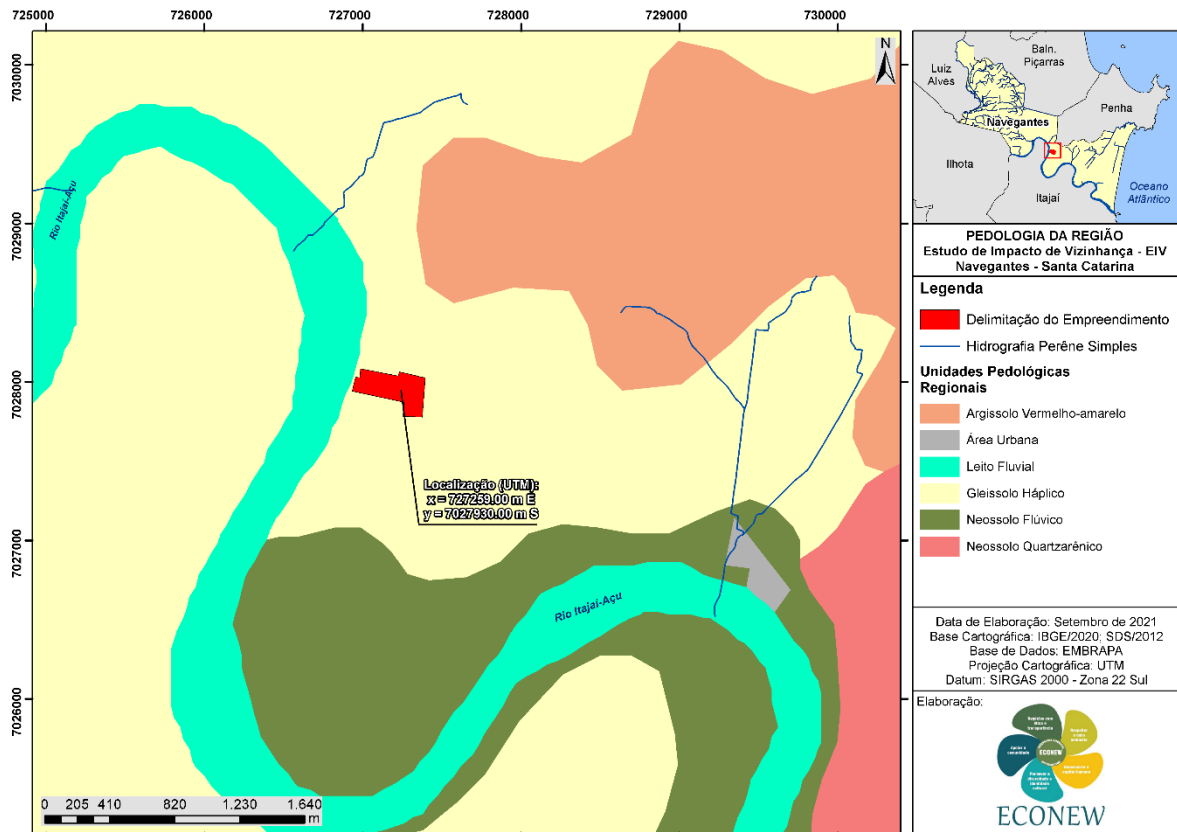 725000 726000 727000 728000 729000 730000
7030000
7029000
7028000
7027000
7026000
N
Rio Itajaí-Açu
Localização (UTM):
x = 727259.00 m E
y = 7027930.00 m S
Rio Itajaí-Açu
0 205 410 820 1.230 1.640
m
Luiz
Alves
Baln.
Piçarras
Penha
Navegantes
Ilhota
Itajaí
Oceano
Atlântico
PEDOLOGIA DA REGIÃO
Estudo de Impacto de Vizinhança - EIV
Navegantes - Santa Catarina
Legenda
Delimitação do Empreendimento
Hidrografia Perêne Simples
Unidades Pedológicas
Regionais
Argissolo Vermelho-amarelo
Área Urbana
Leito Fluvial
Gleissolo Háplico
Neossolo Flúvico
Neossolo Quartzarênico
Data de Elaboração: Setembro de 2021
Base Cartográfica: IBGE/2020; SDS/2012
Base de Dados: EMBRAPA
Projeção Cartográfica: UTM
Datum: SIRGAS 2000 - Zona 22 Sul
Elaboração:
ECONEW
ECONEW